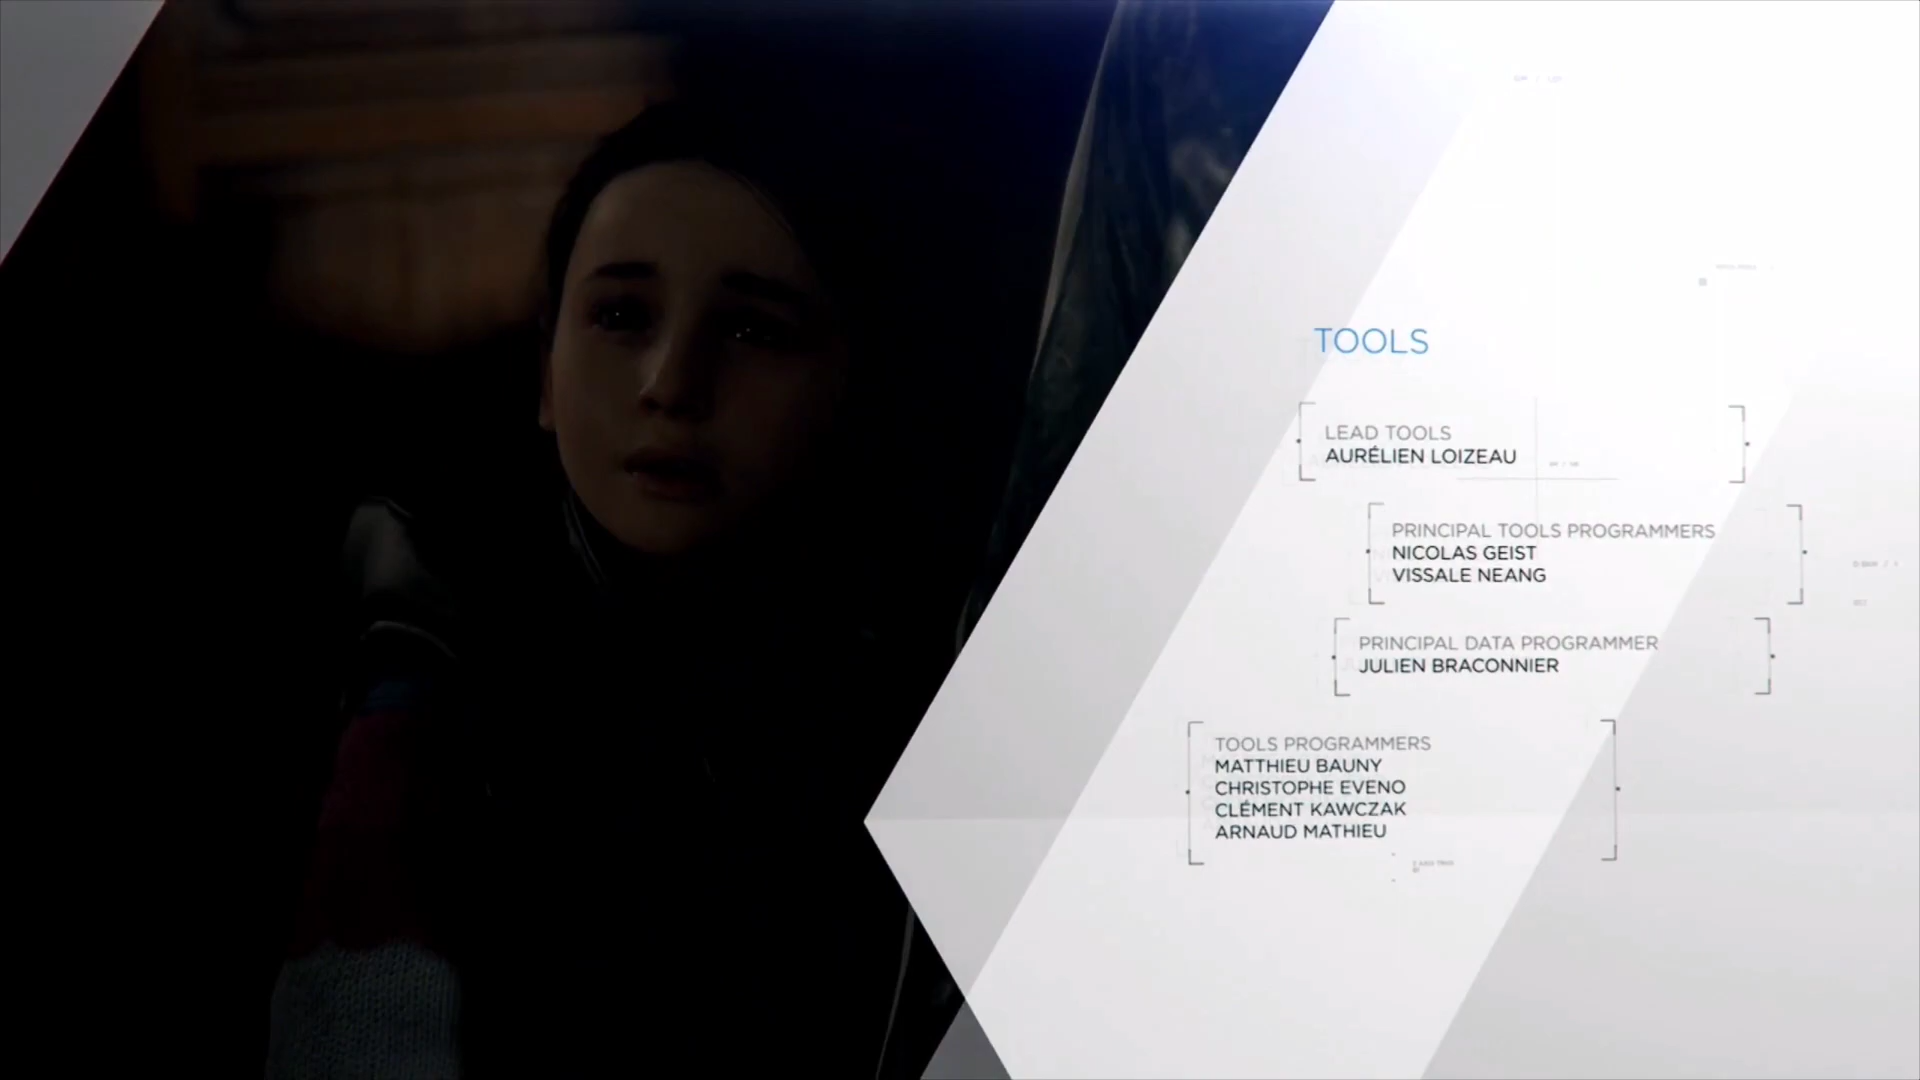 TOOLS
LEAD TOOLS
AURÉLIEN LOIZEAU
PRINCIPAL TOOLS PROGRAMMERS
NICOLAS GEIST
VISSALE NEANG
PRINCIPAL DATA PROGRAMMER
JULIEN BRACONNIER
TOOLS PROGRAMMERS
MATTHIEU BAUNY
CHRISTOPHE EVENO
CLÉMENT KAWCZAK
ARNAUD MATHIEU